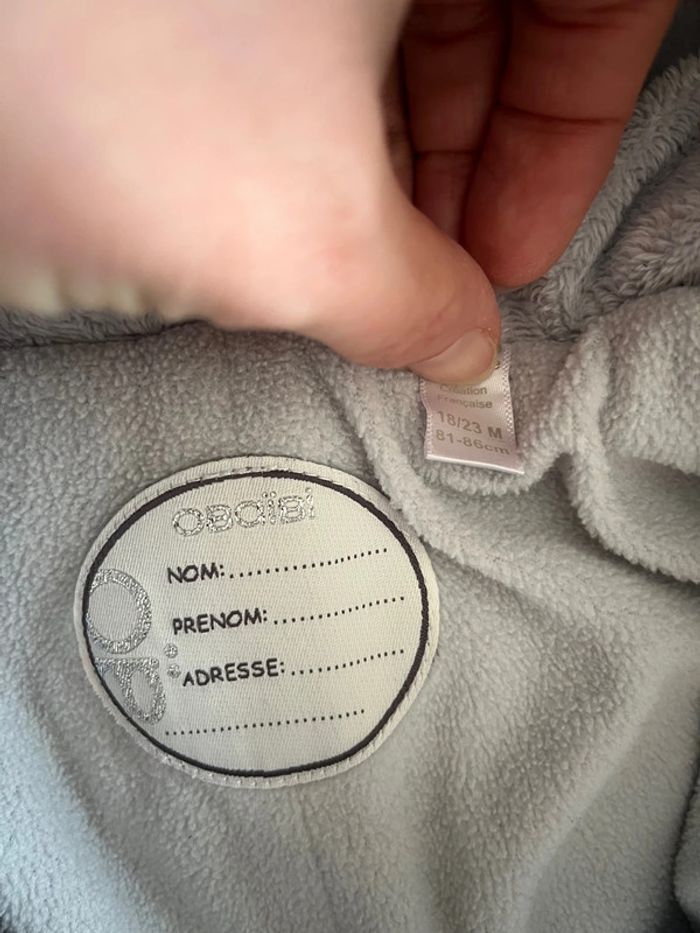 Création
Française
18/23 M
81-86cm
OBaïBi
NOM:....................
PRENOM:.................
ADRESSE:...............
..........................